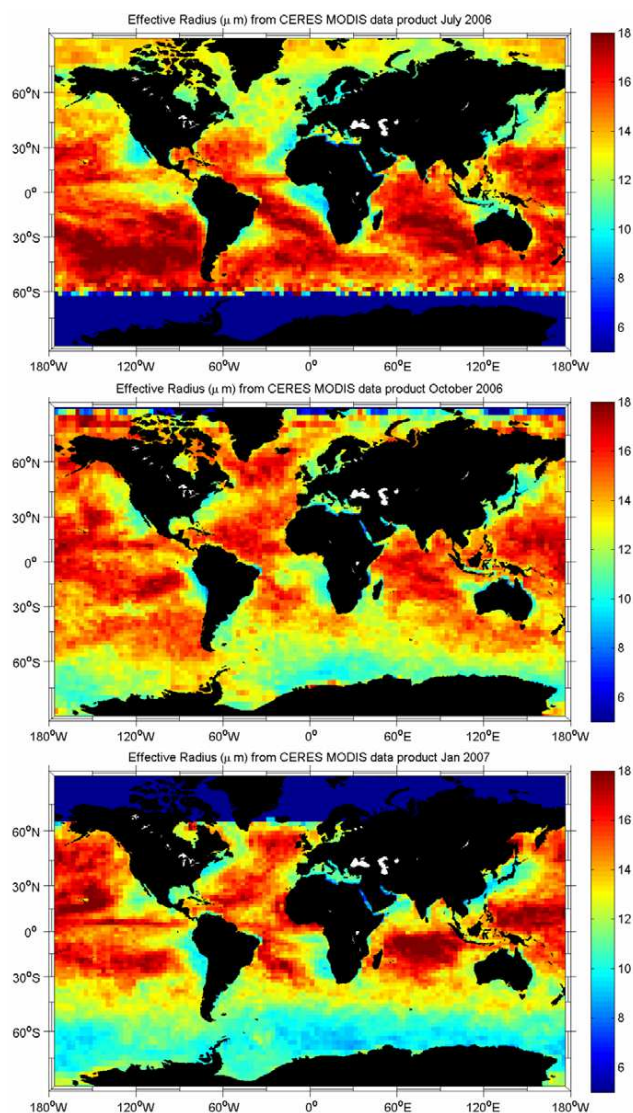 Effective Radius (μ m) from CERES MODIS data product July 2006
18
60°N
16
30°N
14
0°
12
30°S
10
60°S
8
6
180°W 120°W 60°W 0° 60°E 120°E 180°W
Effective Radius (μ m) from CERES MODIS data product October 2006
18
60°N
16
30°N
14
0°
12
30°S
10
60°S
8
6
180°W 120°W 60°W 0° 60°E 120°E 180°W
Effective Radius (μ m) from CERES MODIS data product Jan 2007
18
60°N
16
30°N
14
0°
12
30°S
10
60°S
8
6
180°W 120°W 60°W 0° 60°E 120°E 180°W